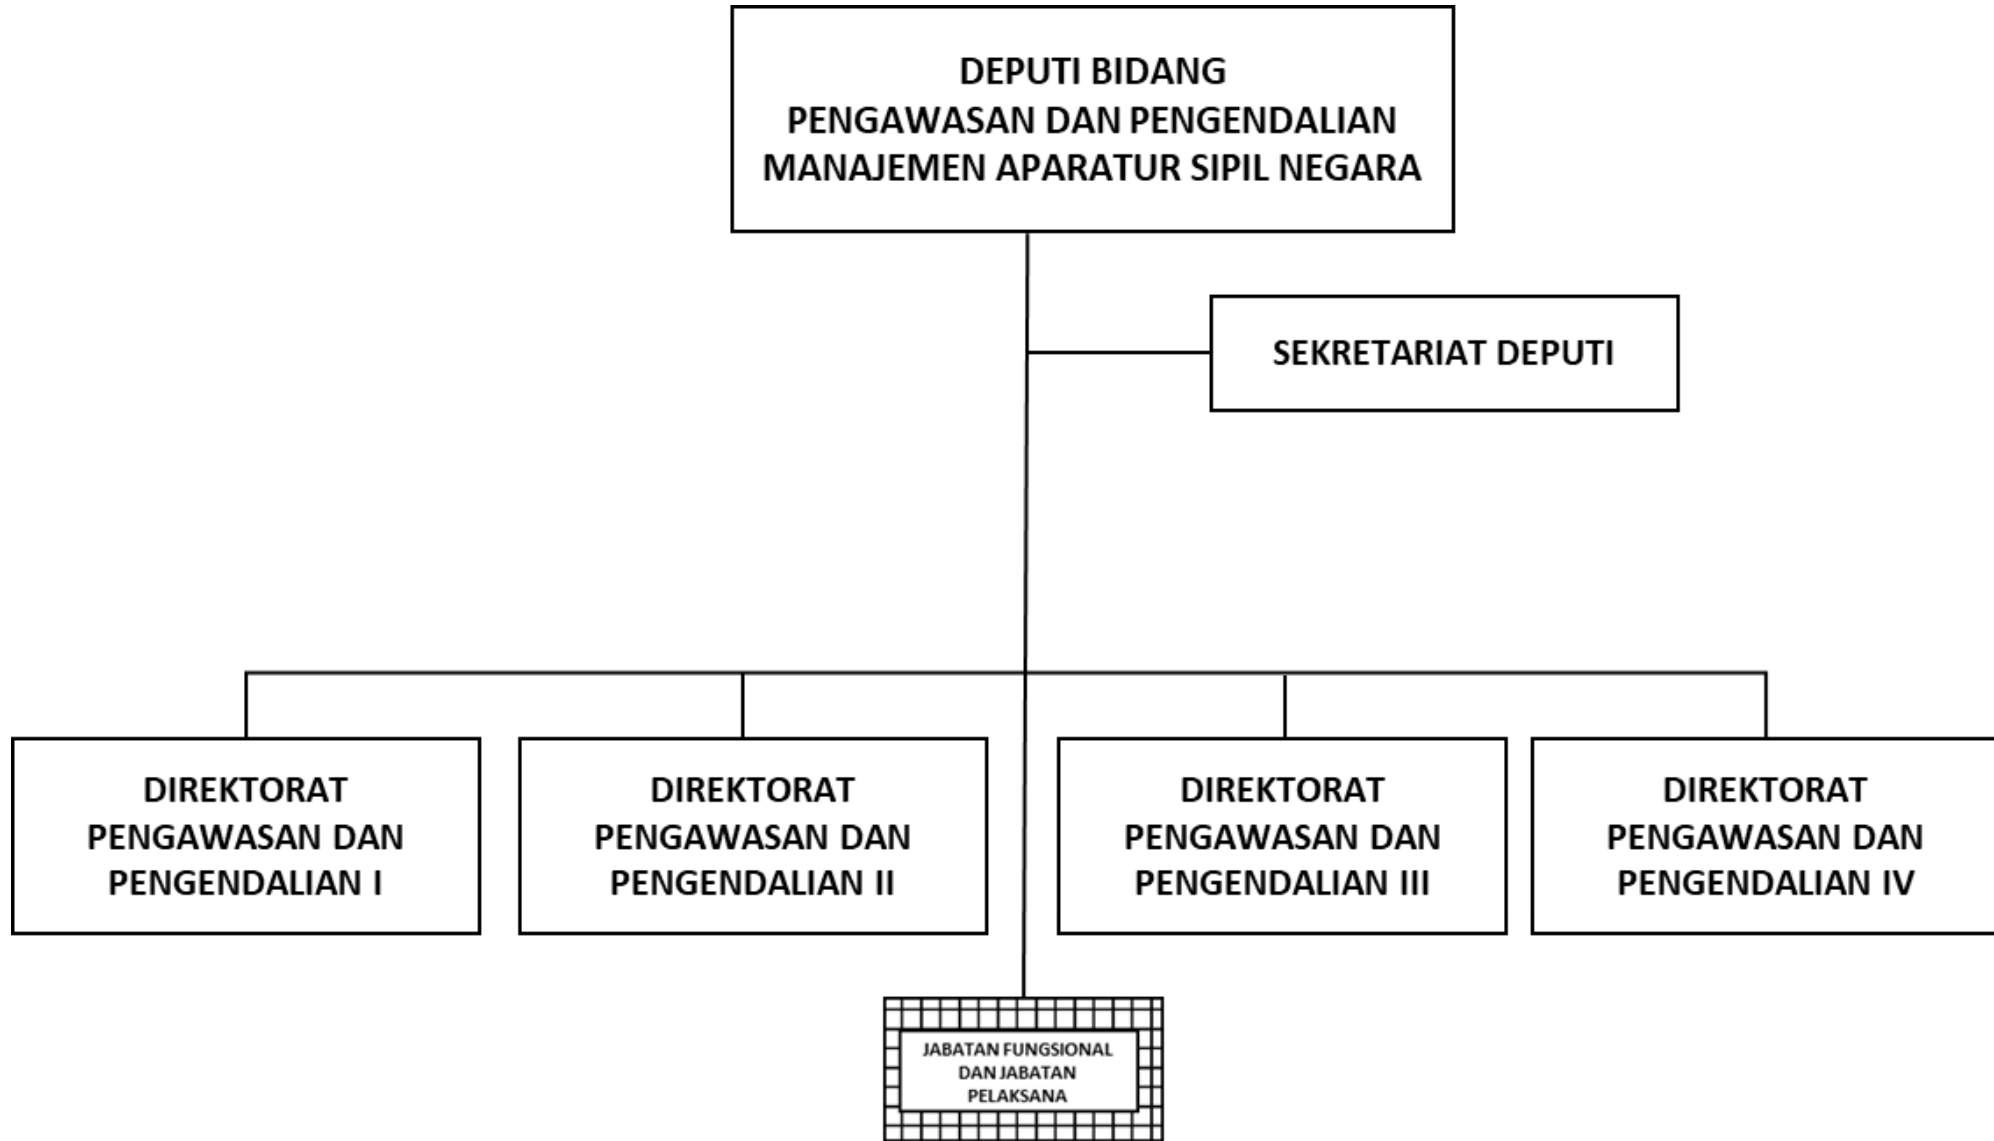 DEPUTI BIDANG
PENGAWASAN DAN PENGENDALIAN
MANAJEMEN APARATUR SIPIL NEGARA
SEKRETARIAT DEPUTI
DIREKTORAT
PENGAWASAN DAN
PENGENDALIAN I
DIREKTORAT
PENGAWASAN DAN
PENGENDALIAN II
DIREKTORAT
PENGAWASAN DAN
PENGENDALIAN III
DIREKTORAT
PENGAWASAN DAN
PENGENDALIAN IV
JABATAN FUNGSIONAL
DAN JABATAN
PELAKSANA